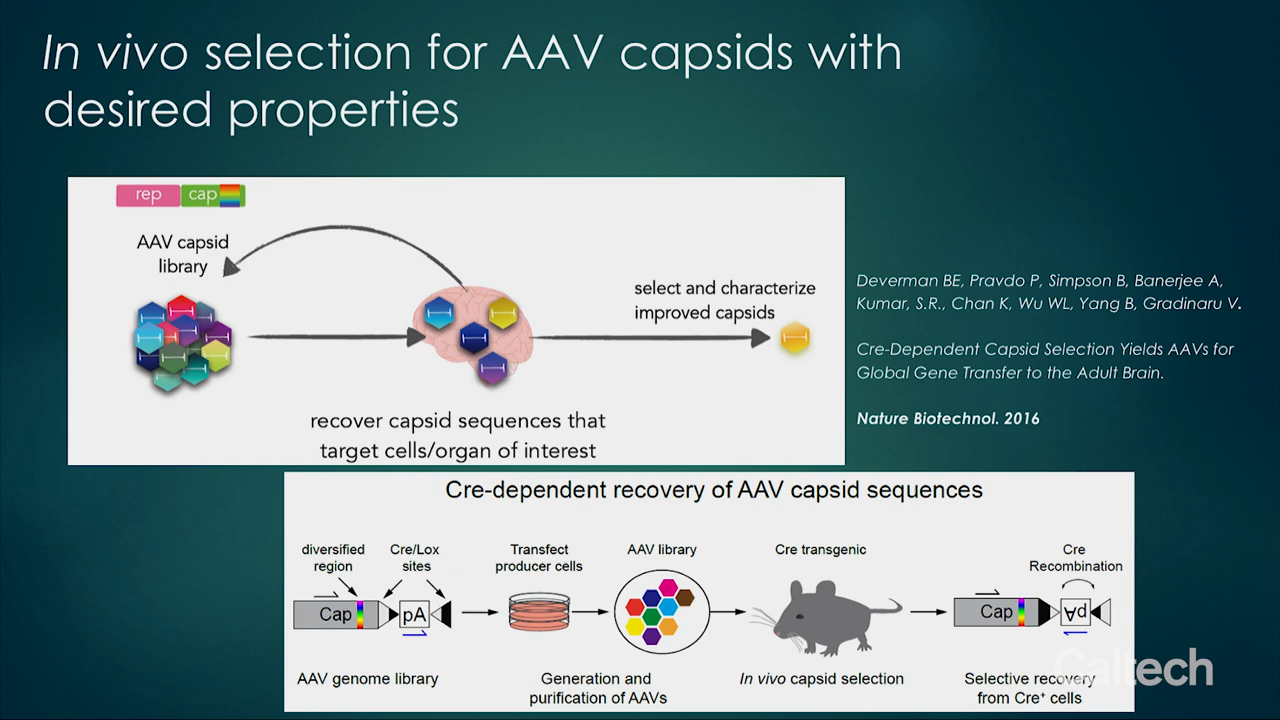 In vivo selection for AAV capsids with
desired properties
rep cap
AAV capsid
library
select and characterize
improved capsids
recover capsid sequences that
target cells/organ of interest
Deverman BE, Pravdo P, Simpson B, Banerjee A,
Kumar, S.R., Chan K, Wu WL, Yang B, Gradinaru V.
Cre-Dependent Capsid Selection Yields AAVs for
Global Gene Transfer to the Adult Brain.
Nature Biotechnol. 2016
Cre-dependent recovery of AAV capsid sequences
diversified
region
Cre/Lox
sites
Transfect
producer cells
AAV library
Cre transgenic
Cre
Recombination
Cap
pA
Cap
pA
AAV genome library
Generation and
purification of AAVs
In vivo capsid selection
Selective recovery
from Cre⁺ cells
Caltech